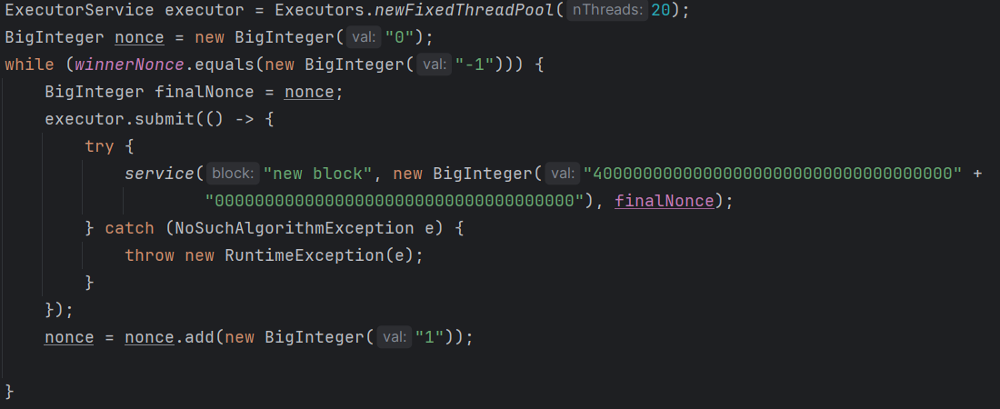 ExecutorService executor = Executors.newFixedThreadPool( nThreads: 20);
BigInteger nonce = new BigInteger( val: "0");
while (winnerNonce.equals(new BigInteger( val: "-1"))) {
    BigInteger finalNonce = nonce;
    executor.submit(() -> {
        try {
            service( block: "new block", new BigInteger( val: "400000000000000000000000000000000000" +
                    "000000000000000000000000000000000000"), finalNonce);
        } catch (NoSuchAlgorithmException e) {
            throw new RuntimeException(e);
        }
    });
    nonce = nonce.add(new BigInteger( val: "1"));
}